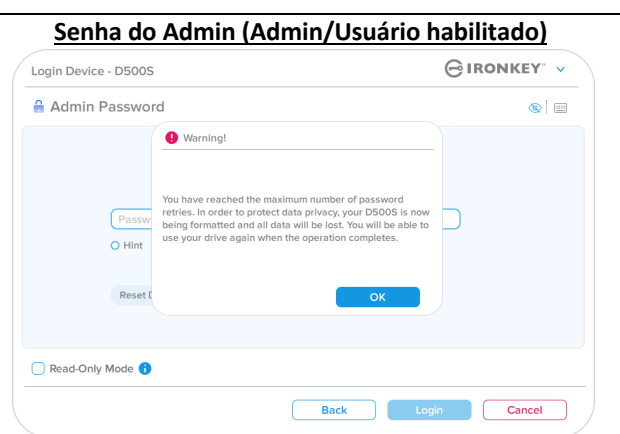 Senha do Admin (Admin/Usuário habilitado)
Login Device - D500S
IRONKEY™
Admin Password
Warning!
You have reached the maximum number of password
retries. In order to protect data privacy, your D500S is now
being formatted and all data will be lost. You will be able to
use your drive again when the operation completes.
Passw
Hint
Reset D
OK
Read-Only Mode
Back
Login
Cancel